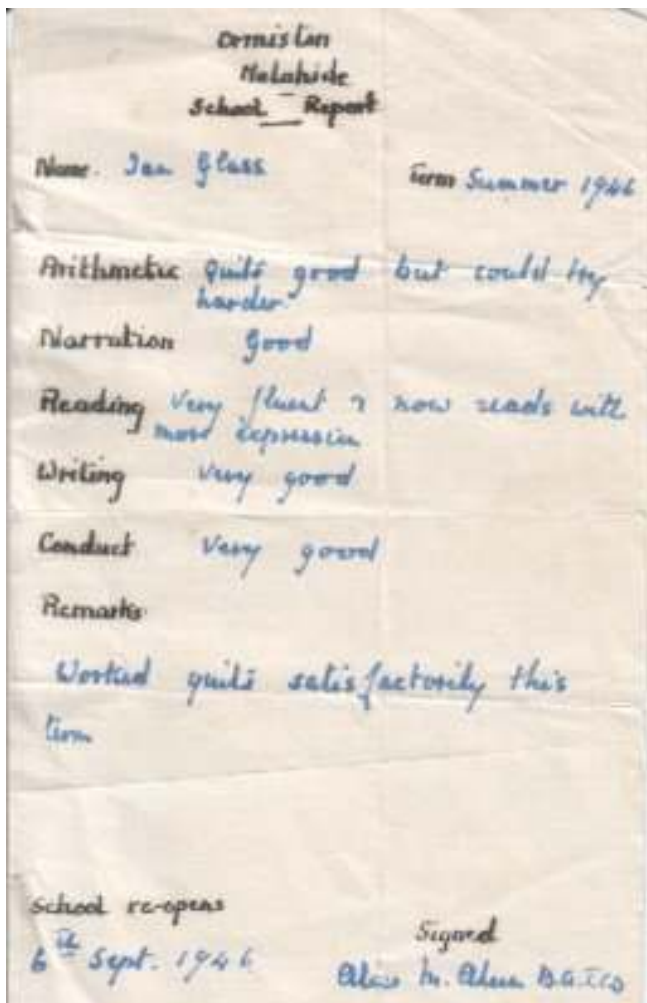 Ormiston
Malahide
School Report
Name. Ian Glass Term Summer 1946
Arithmetic quite good but could try
harder.
Narration good
Reading Very fluent & now reads with
more expression
Writing very good
Conduct Very good
Remarks
Worked quite satisfactorily this
term
School re-opens
6th Sept. 1946
Signed
M. B.A. T.C.D